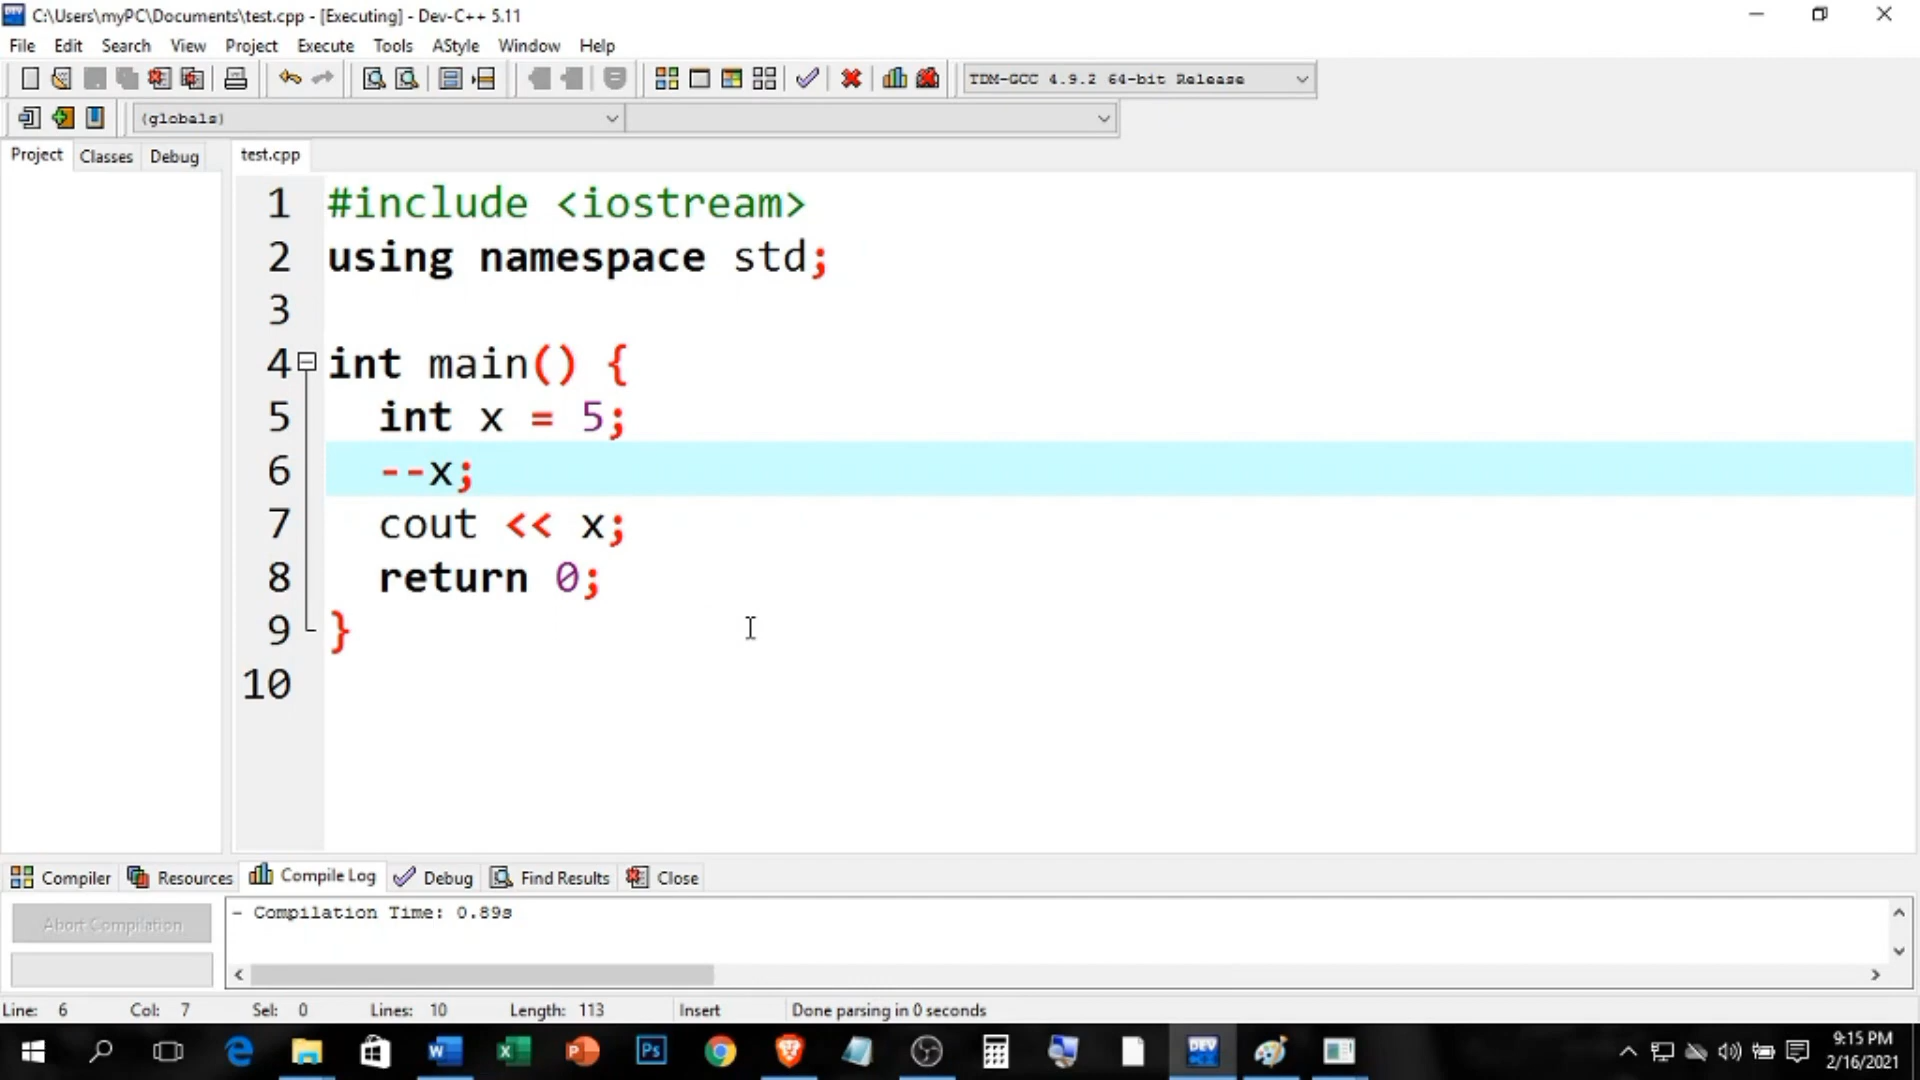 C:\Users\myPC\Documents\test.cpp - [Executing] - Dev-C++ 5.11
File Edit Search View Project Execute Tools AStyle Window Help
TDM-GCC 4.9.2 64-bit Release
(globals)
Project Classes Debug test.cpp
1 #include <iostream>
2 using namespace std;
3
4 int main() {
5 int x = 5;
6 --x;
7 cout << x;
8 return 0;
9 }
10
Compiler Resources Compile Log Debug Find Results Close
Abort Compilation
- Compilation Time: 0.89s
Line: 6 Col: 7 Sel: 0 Lines: 10 Length: 113 Insert Done parsing in 0 seconds
Ps DEV
9:15 PM
2/16/2021